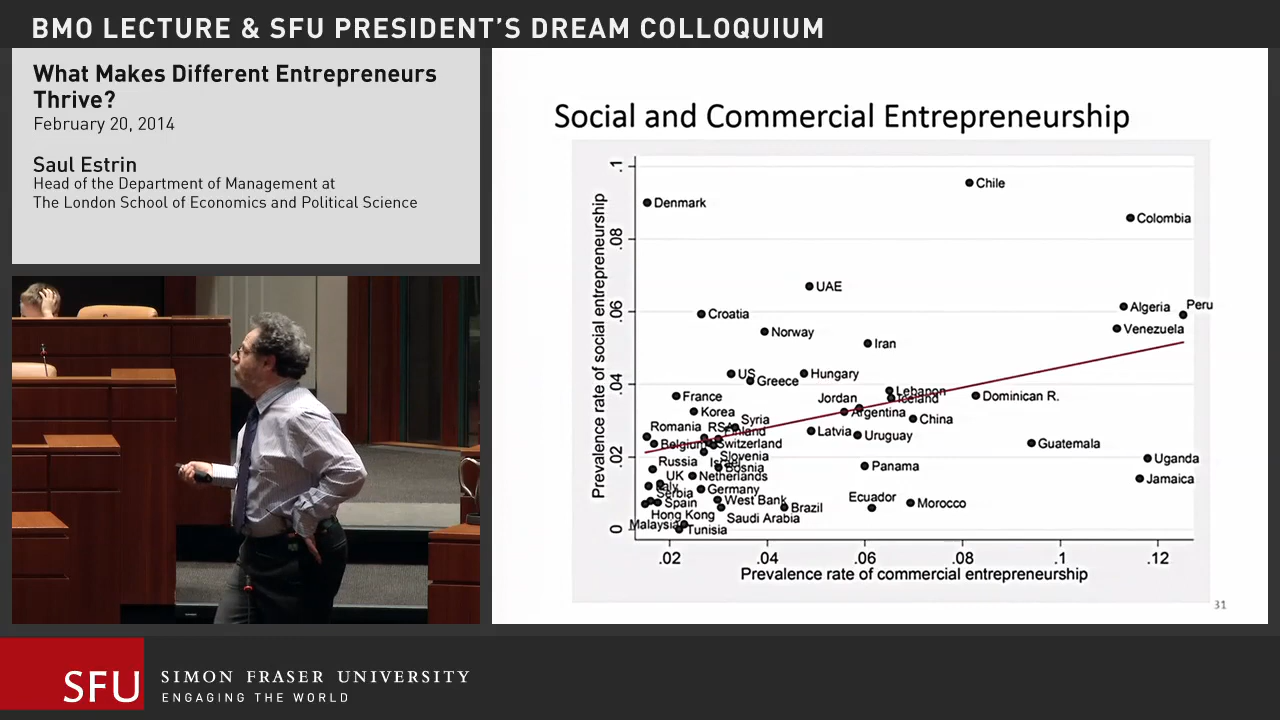 BMO LECTURE & SFU PRESIDENT'S DREAM COLLOQUIUM
What Makes Different Entrepreneurs
Thrive?
February 20, 2014
Saul Estrin
Head of the Department of Management at
The London School of Economics and Political Science
Social and Commercial Entrepreneurship
Prevalence rate of social entrepreneurship
.1
.08
.06
.04
.02
0
Chile
Denmark
Colombia
UAE
Algeria
Peru
Croatia
Venezuela
Norway
Iran
US
Greece
Hungary
Lebanon
Iceland
France
Jordan
Dominican R.
Korea
Argentina
Syria
China
Romania
RSA
Finland
Latvia
Uruguay
Belgium
Switzerland
Guatemala
Slovenia
Uganda
Russia
Israel
Bosnia
Panama
UK
Netherlands
Jamaica
Italy
Germany
Serbia
Spain
West Bank
Brazil
Ecuador
Morocco
Hong Kong
Saudi Arabia
Malaysia
Tunisia
.02
.04
.06
.08
.1
.12
Prevalence rate of commercial entrepreneurship
31
SFU
SIMON FRASER UNIVERSITY
ENGAGING THE WORLD